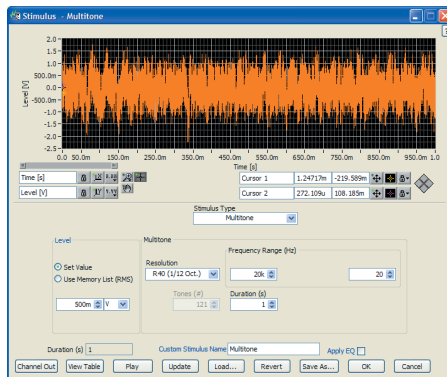 Stimulus - Multitone
2.0
1.5
1.0
500.0m
0.0
-500.0m
-1.0
-1.5
-2.0
-2.5
Level [V]
0.0 50.0m 150.0m 250.0m 350.0m 450.0m 550.0m 650.0m 750.0m 850.0m 950.0m 1.0
Time [s]
Time [s]
Level [V]
Cursor 1 1.24717m -219.589m
Cursor 2 272.109u 108.185m
Stimulus Type
Multitone
Level
Set Value
Use Memory List (RMS)
500m V
Multitone
Resolution
R40 (1/12 Oct.)
Frequency Range (Hz)
20k 20
Tones (#)
121
Duration (s)
1
Duration (s) 1
Custom Stimulus Name Multitone
Apply EQ
Channel Out View Table Play Update Load... Revert Save As... OK Cancel